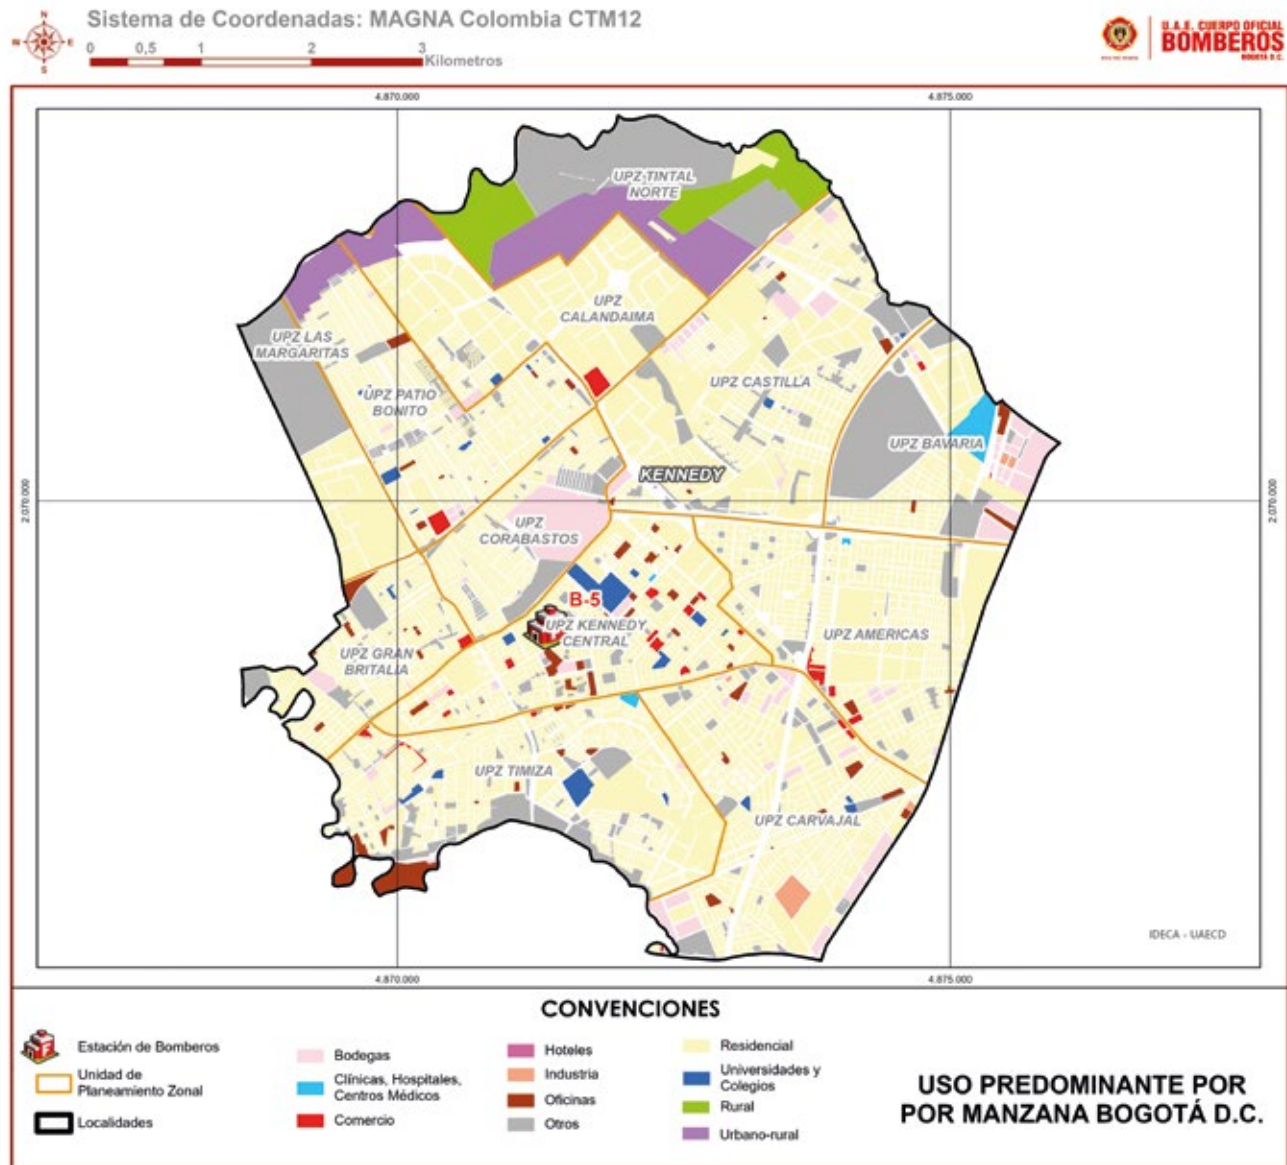 Sistema de Coordenadas: MAGNA Colombia CTM12
0 0,5 1 2 3
Kilometros
N
W E
S
U.A.E. CUERPO OFICIAL
BOMBEROS
BOGOTÁ D.C.
4.870.000 4.875.000
UPZ TINTAL
NORTE
UPZ
CALANDAIMA
UPZ LAS
MARGARITAS
UPZ PATIO
BONITO
UPZ CASTILLA
UPZ BAVARIA
KENNEDY
2.070.000 2.070.000
UPZ
CORABASTOS
B-5
UPZ KENNEDY
CENTRAL
UPZ AMERICAS
UPZ GRAN
BRITALIA
UPZ TIMIZA
UPZ CARVAJAL
IDECA - UAECD
4.870.000 4.875.000
CONVENCIONES
Estación de Bomberos
Unidad de
Planeamiento Zonal
Localidades
Bodegas
Clínicas, Hospitales,
Centros Médicos
Comercio
Hoteles
Industria
Oficinas
Otros
Residencial
Universidades y
Colegios
Rural
Urbano-rural
USO PREDOMINANTE POR
POR MANZANA BOGOTÁ D.C.